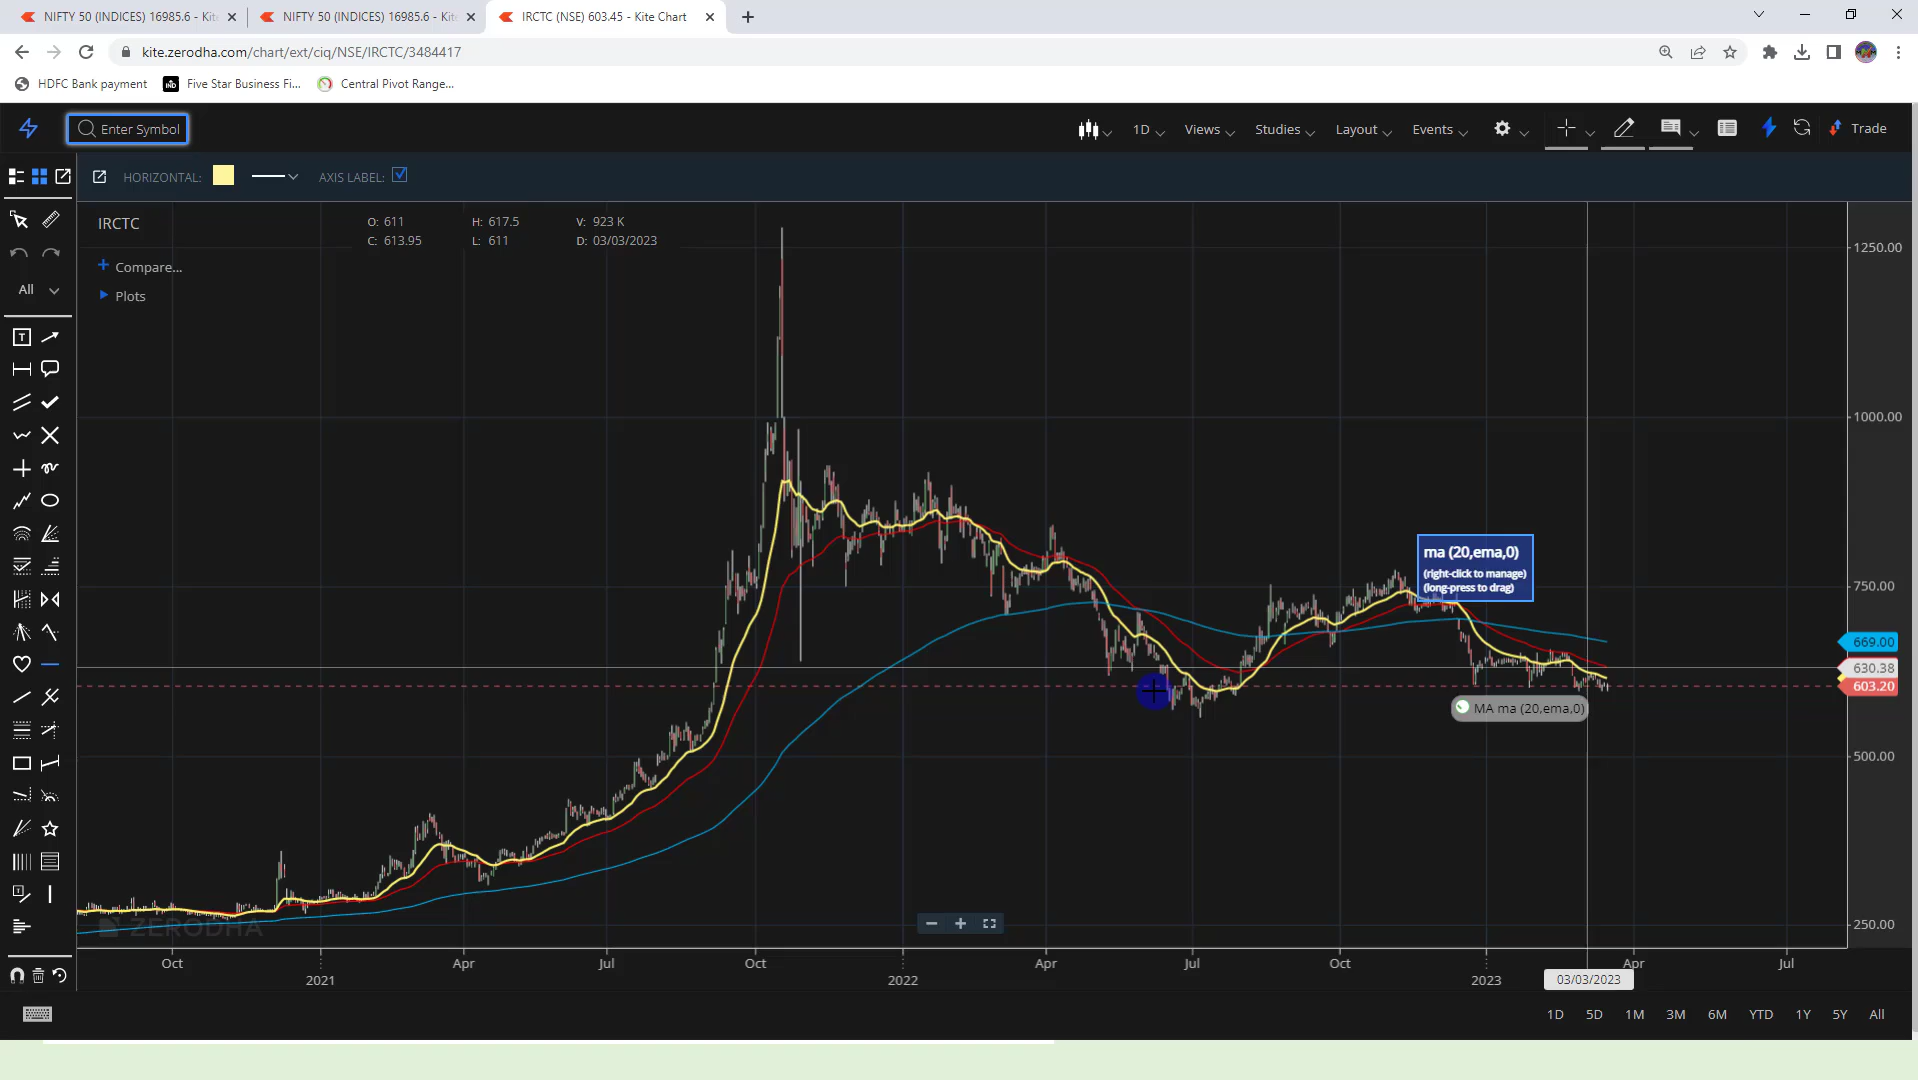 NIFTY 50 (INDICES) 16985.6 - Kite
NIFTY 50 (INDICES) 16985.6 - Kite
IRCTC (NSE) 603.45 - Kite Chart
kite.zerodha.com/chart/ext/ciq/NSE/IRCTC/3484417
HDFC Bank payment
Five Star Business Fi...
Central Pivot Range...
Enter Symbol
1D
Views
Studies
Layout
Events
Trade
HORIZONTAL:
AXIS LABEL:
IRCTC
O: 611
H: 617.5
V: 923 K
C: 613.95
L: 611
D: 03/03/2023
Compare...
Plots
All
1250.00
1000.00
750.00
669.00
630.38
603.20
500.00
250.00
ma (20,ema,0)
(right-click to manage)
(long-press to drag)
MA ma (20,ema,0)
ZERODHA
Oct
2021
Apr
Jul
Oct
2022
Apr
Jul
Oct
2023
Apr
Jul
03/03/2023
1D
5D
1M
3M
6M
YTD
1Y
5Y
All